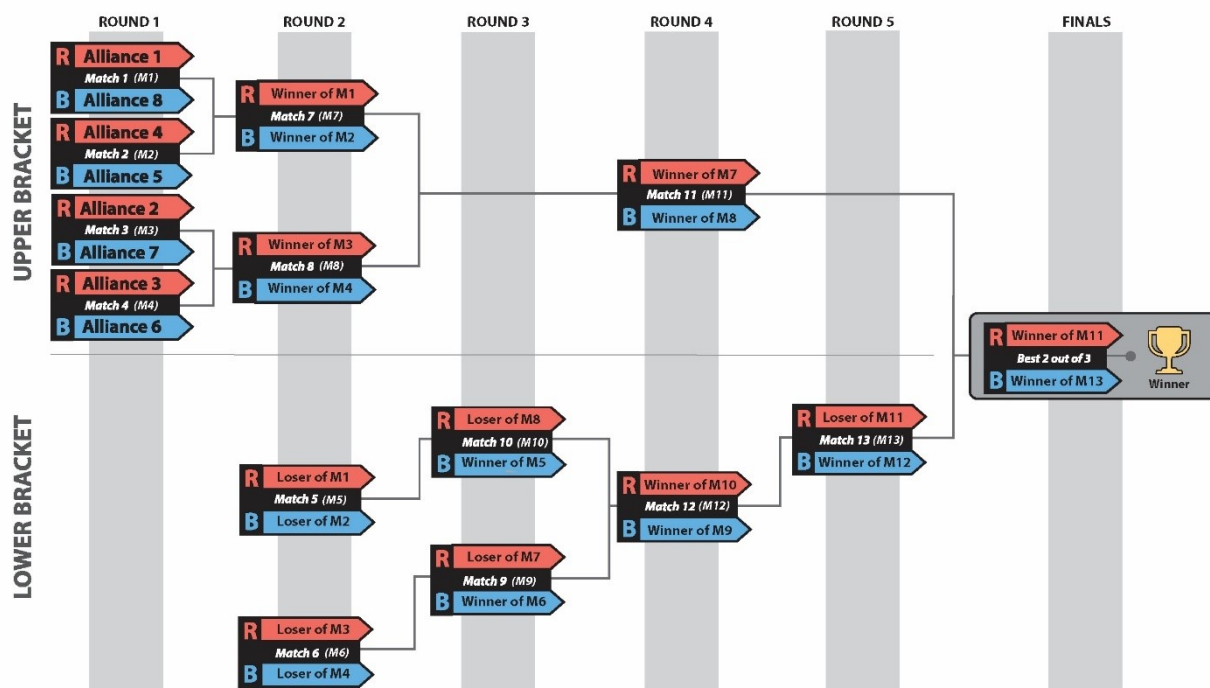 ROUND 1
ROUND 2
ROUND 3
ROUND 4
ROUND 5
FINALS
UPPER BRACKET
R Alliance 1
Match 1 (M1)
B Alliance 8
R Alliance 4
Match 2 (M2)
B Alliance 5
R Alliance 2
Match 3 (M3)
B Alliance 7
R Alliance 3
Match 4 (M4)
B Alliance 6
R Winner of M1
Match 7 (M7)
B Winner of M2
R Winner of M3
Match 8 (M8)
B Winner of M4
R Winner of M7
Match 11 (M11)
B Winner of M8
R Winner of M11
Best 2 out of 3
B Winner of M13
Winner
LOWER BRACKET
R Loser of M1
Match 5 (M5)
B Loser of M2
R Loser of M3
Match 6 (M6)
B Loser of M4
R Loser of M8
Match 10 (M10)
B Winner of M5
R Loser of M7
Match 9 (M9)
B Winner of M6
R Winner of M10
Match 12 (M12)
B Winner of M9
R Loser of M11
Match 13 (M13)
B Winner of M12